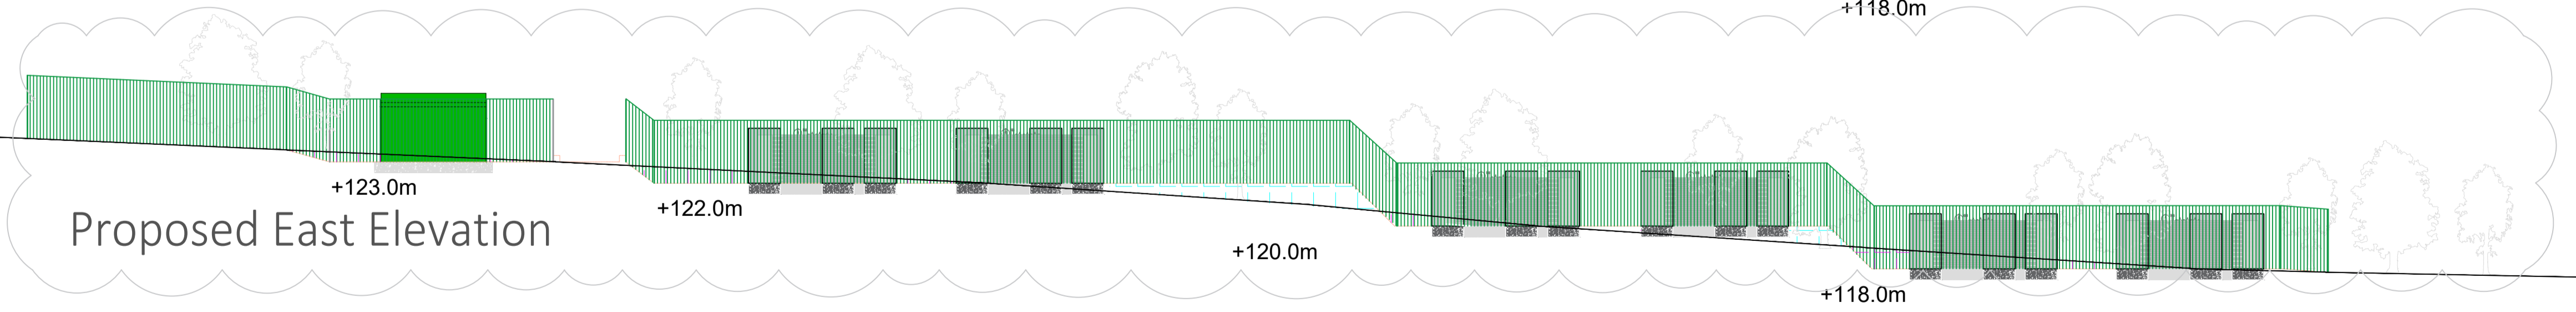 +118.0m
+123.0m
+122.0m
Proposed East Elevation
+120.0m
+118.0m